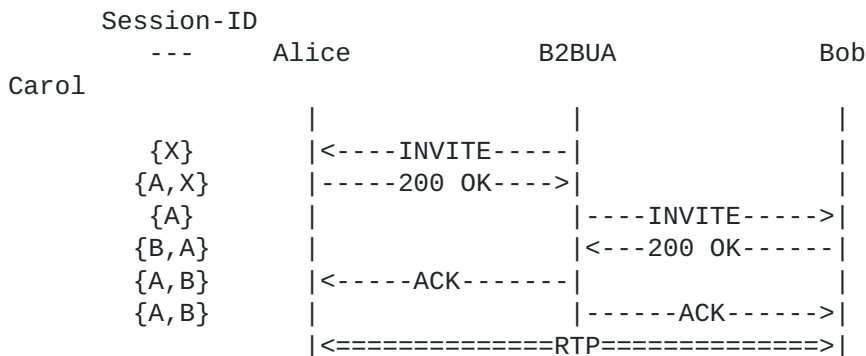 Session-ID
---     Alice            B2BUA             Bob
Carol
                  |                |                |
        {X}       |<----INVITE-----|                |
       {A,X}      |-----200 OK---->|                |
        {A}       |                |----INVITE----->|
       {B,A}      |                |<---200 OK------|
       {A,B}      |<-----ACK-------|                |
       {A,B}      |                |------ACK------>|
                  |<==============RTP==============>|